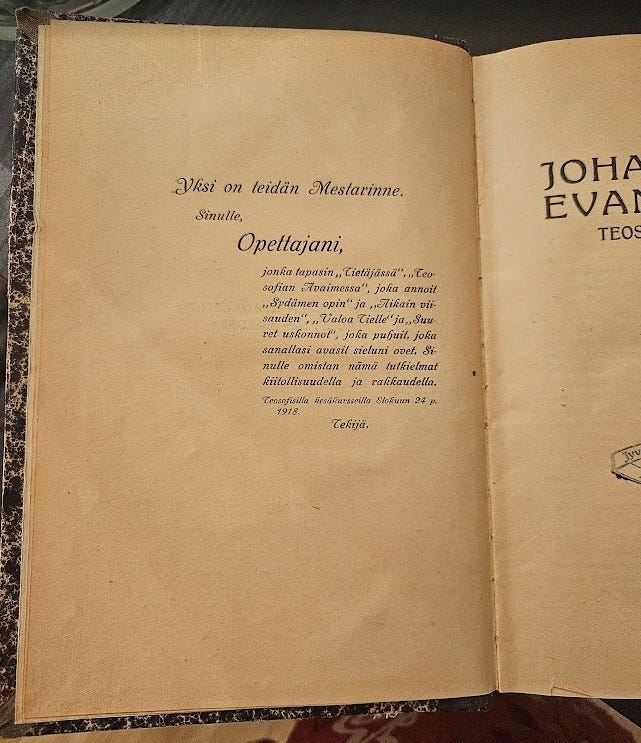 Yksi on teidän Mestarinne.
Sinulle,
Opettajani,
jonka tapasin „Tietäjässä“, „Teo-
sofian Avaimessa“, joka annoit
„Sydämen opin“ ja „Aikain vii-
sauden“, „Valoa Tielle“ ja „Suu-
ret uskonnot“, joka puhuit, joka
sanallasi avasit sieluni ovet, Si-
nulle omistan nämä tutkielmat
kiitollisuudella ja rakkaudella.
Teosofisilla kesäkursseilla Elokuun 24 p.
1918.
Tekijä.
JOHA
EVAN
TEOS
Jyv